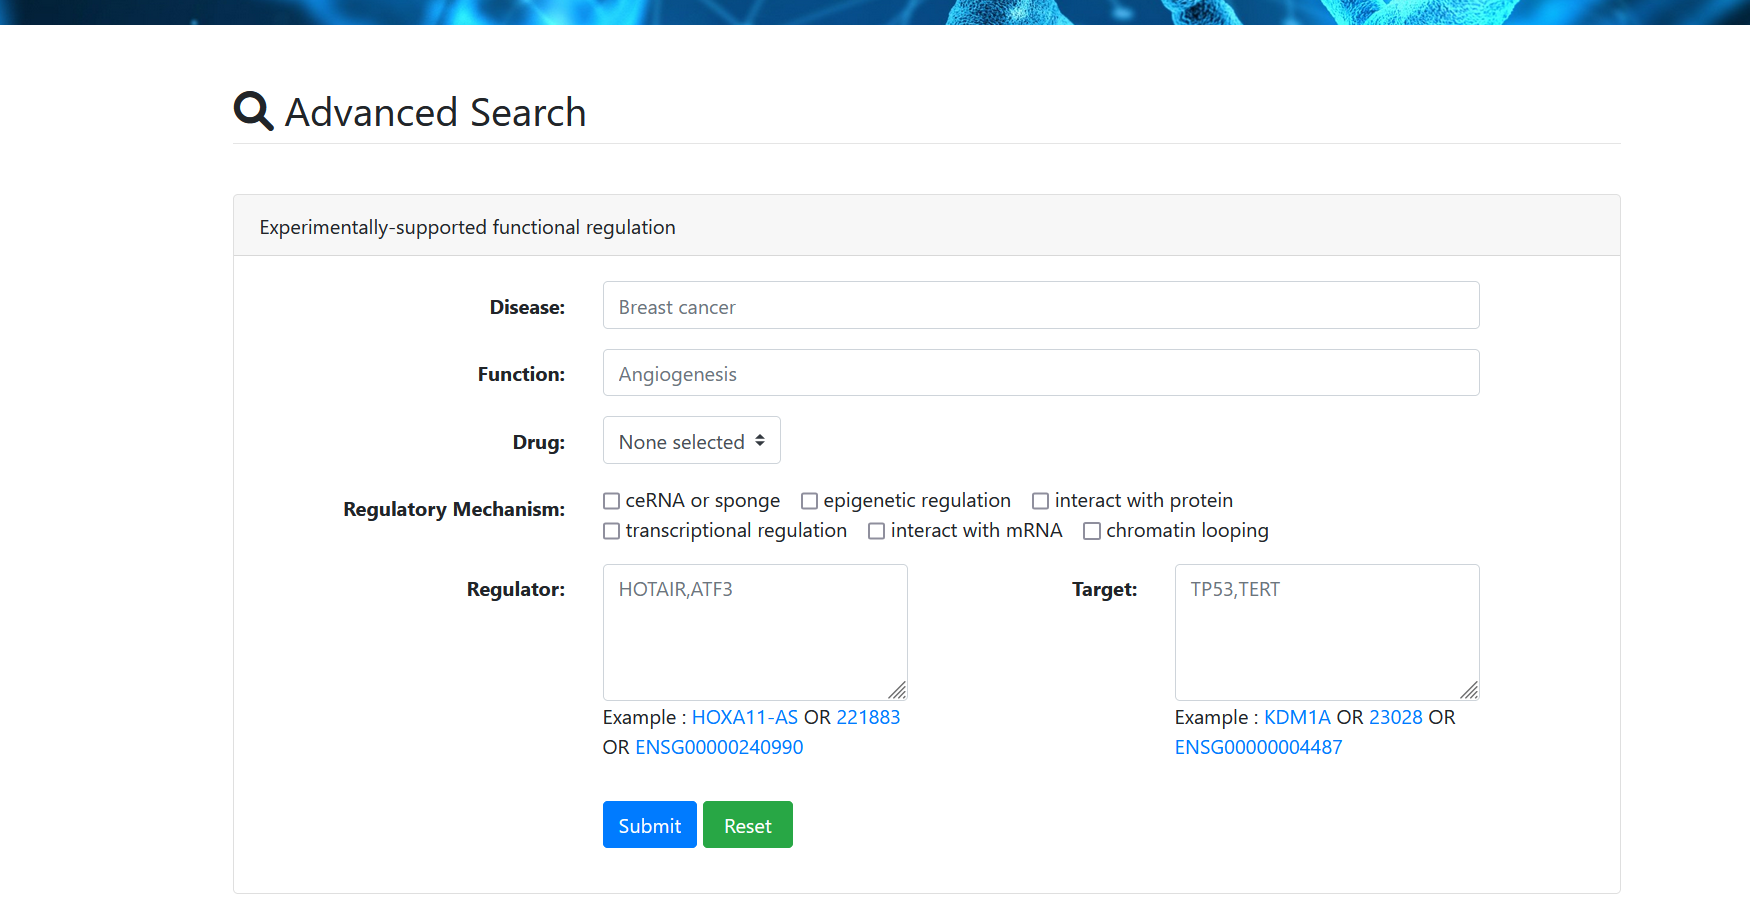 Advanced Search
Experimentally-supported functional regulation
Disease: Breast cancer
Function: Angiogenesis
Drug: None selected
Regulatory Mechanism: ceRNA or sponge epigenetic regulation interact with protein
transcriptional regulation interact with mRNA chromatin looping
Regulator: HOTAIR,ATF3 Target: TP53,TERT
Example : HOXA11-AS OR 221883 Example : KDM1A OR 23028 OR
OR ENSG00000240990 ENSG00000004487
Submit Reset